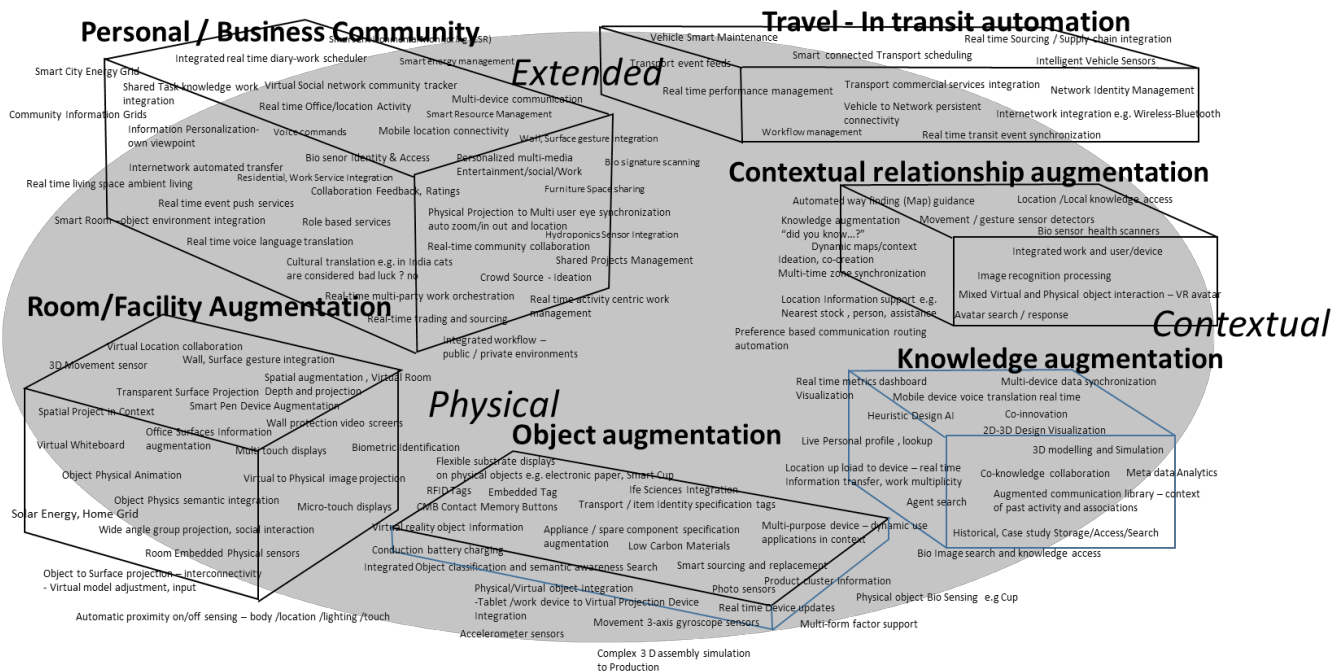 Personal / Business Community
Integrated real time diary-work scheduler
Smart energy management
Smart City Energy Grid
Shared Task knowledge work
integration
Virtual Social network community tracker
Community Information Grids
Real time Office/location Activity
Multi-device communication
Smart Resource Management
Information Personalization-
own viewpoint
Voice commands
Mobile location connectivity
Wall, Surface gesture integration
Internetwork automated transfer
Bio senor Identity & Access
Personalized multi-media
Entertainment/social/Work
Bio signature scanning
Real time living space ambient living
Residential, Work Service Integration
Collaboration Feedback, Ratings
Furniture Space sharing
Real time event push services
Smart Room –object environment integration
Role based services
Physical Projection to Multi user eye synchronization
auto zoom/in out and location
Hydroponics Sensor Integration
Real time voice language translation
Real-time community collaboration
Cultural translation e.g. in India cats
are considered bad luck ? no
Shared Projects Management
Crowd Source - Ideation
Real-time multi-party work orchestration
Real time activity centric work
management
Real-time trading and sourcing
Integrated workflow –
public / private environments
Extended
Travel - In transit automation
Vehicle Smart Maintenance
Real time Sourcing / Supply chain integration
Smart connected Transport scheduling
Transport event feeds
Intelligent Vehicle Sensors
Real time performance management
Transport commercial services integration
Network Identity Management
Vehicle to Network persistent
connectivity
Internetwork integration e.g. Wireless-Bluetooth
Workflow management
Real time transit event synchronization
Contextual relationship augmentation
Automated way finding (Map) guidance
Location /Local knowledge access
Knowledge augmentation
“did you know…?”
Movement / gesture sensor detectors
Bio sensor health scanners
Dynamic maps/context
Integrated work and user/device
Ideation, co-creation
Multi-time zone synchronization
Image recognition processing
Mixed Virtual and Physical object interaction – VR avatar
Location Information support e.g.
Nearest stock , person, assistance
Avatar search / response
Preference based communication routing
automation
Contextual
Room/Facility Augmentation
Virtual Location collaboration
3D Movement sensor
Wall, Surface gesture integration
Spatial augmentation , Virtual Room
Transparent Surface Projection
Depth and projection
Smart Pen Device Augmentation
Spatial Project in Context
Wall protection video screens
Office Surfaces Information
augmentation
Virtual Whiteboard
Multi touch displays
Biometric Identification
Object Physical Animation
Virtual to Physical image projection
Object Physics semantic integration
Micro-touch displays
Solar Energy, Home Grid
Wide angle group projection, social interaction
Room Embedded Physical sensors
Object to Surface projection – interconnectivity
- Virtual model adjustment, input
Automatic proximity on/off sensing – body /location /lighting /touch
Physical
Object augmentation
Flexible substrate displays
on physical objects e.g. electronic paper, Smart Cup
RFID Tags
Embedded Tag
Ife Sciences Integration
CMB Contact Memory Buttons
Transport / item Identity specification tags
Virtual reality object Information
Appliance / spare component specification
augmentation
Multi-purpose device – dynamic use
applications in context
Low Carbon Materials
Conduction battery charging
Integrated Object classification and semantic awareness Search
Smart sourcing and replacement
Product cluster Information
Physical/Virtual object Integration
-Tablet /work device to Virtual Projection Device
Integration
Photo sensors
Real time Device updates
Movement 3-axis gyroscope sensors
Accelerometer sensors
Complex 3 D assembly simulation
to Production
Physical object Bio Sensing e.g Cup
Multi-form factor support
Knowledge augmentation
Real time metrics dashboard
Visualization
Multi-device data synchronization
Mobile device voice translation real time
Heuristic Design AI
Co-innovation
2D-3D Design Visualization
Live Personal profile , lookup
3D modelling and Simulation
Location up load to device – real time
Information transfer, work multiplicity
Co-knowledge collaboration
Meta data Analytics
Agent search
Augmented communication library – context
of past activity and associations
Historical, Case study Storage/Access/Search
Bio Image search and knowledge access